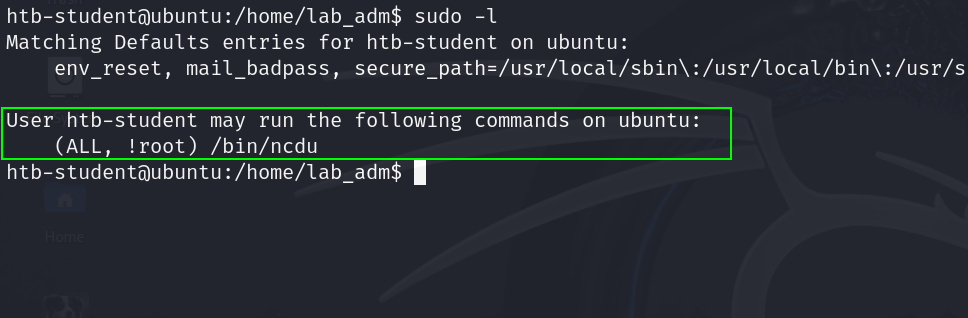 htb-student@ubuntu:/home/lab_adm$ sudo -l
Matching Defaults entries for htb-student on ubuntu:
    env_reset, mail_badpass, secure_path=/usr/local/sbin\:/usr/local/bin\:/usr/s
User htb-student may run the following commands on ubuntu:
    (ALL, !root) /bin/ncdu
htb-student@ubuntu:/home/lab_adm$
Home